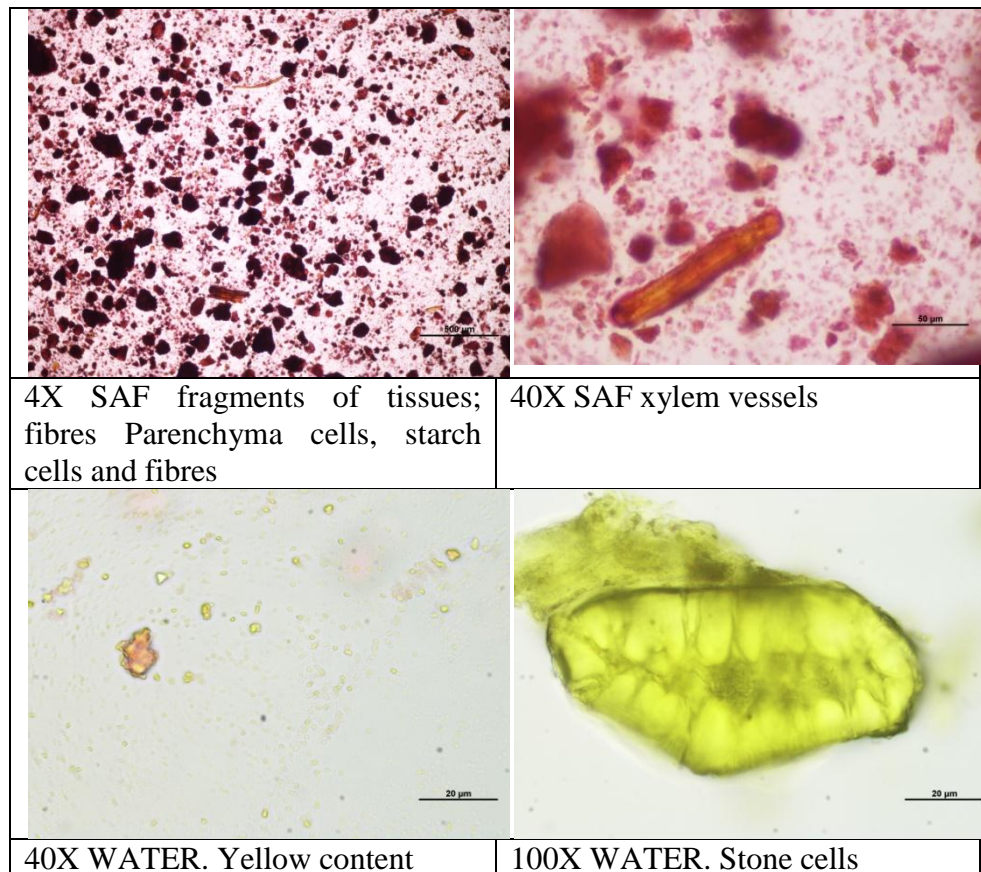 500 µm
50 µm
4X SAF fragments of tissues;
fibres Parenchyma cells, starch
cells and fibres
40X SAF xylem vessels
20 µm
20 µm
40X WATER. Yellow content
100X WATER. Stone cells